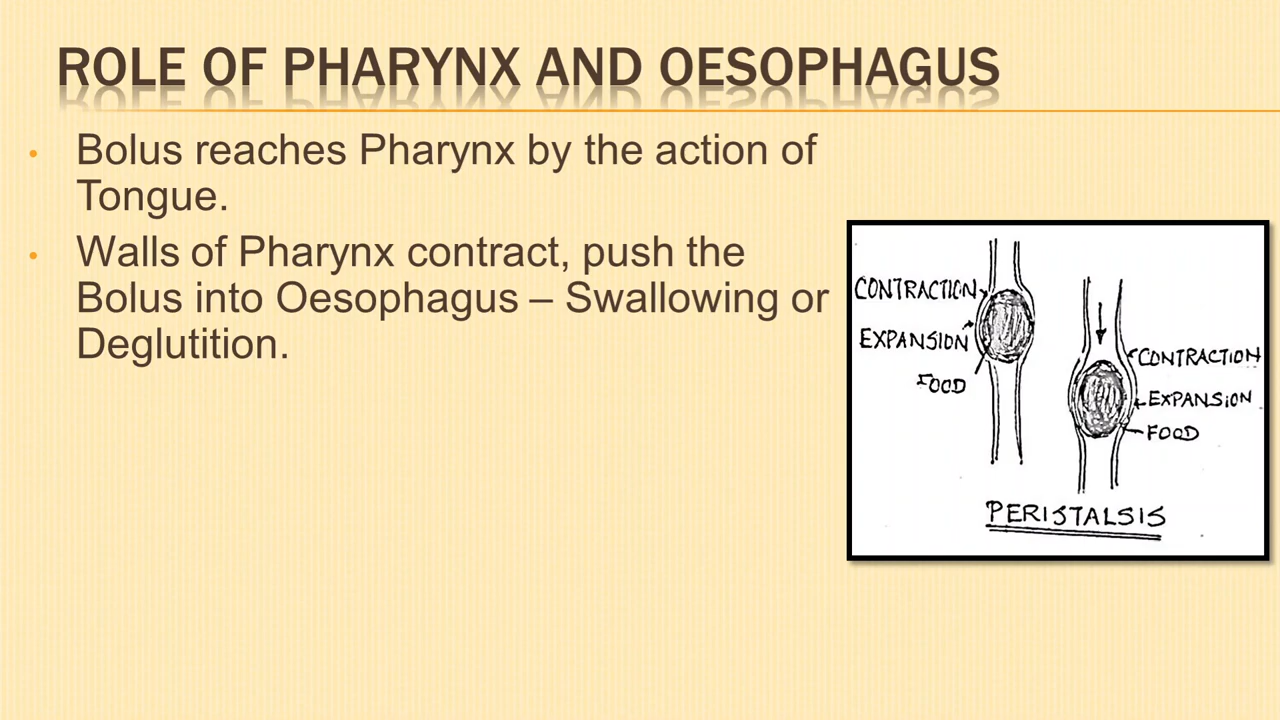 ROLE OF PHARYNX AND OESOPHAGUS
• Bolus reaches Pharynx by the action of
Tongue.
• Walls of Pharynx contract, push the
Bolus into Oesophagus – Swallowing or
Deglutition.
CONTRACTION
EXPANSION
FOOD
CONTRACTION
EXPANSION
FOOD
PERISTALSIS